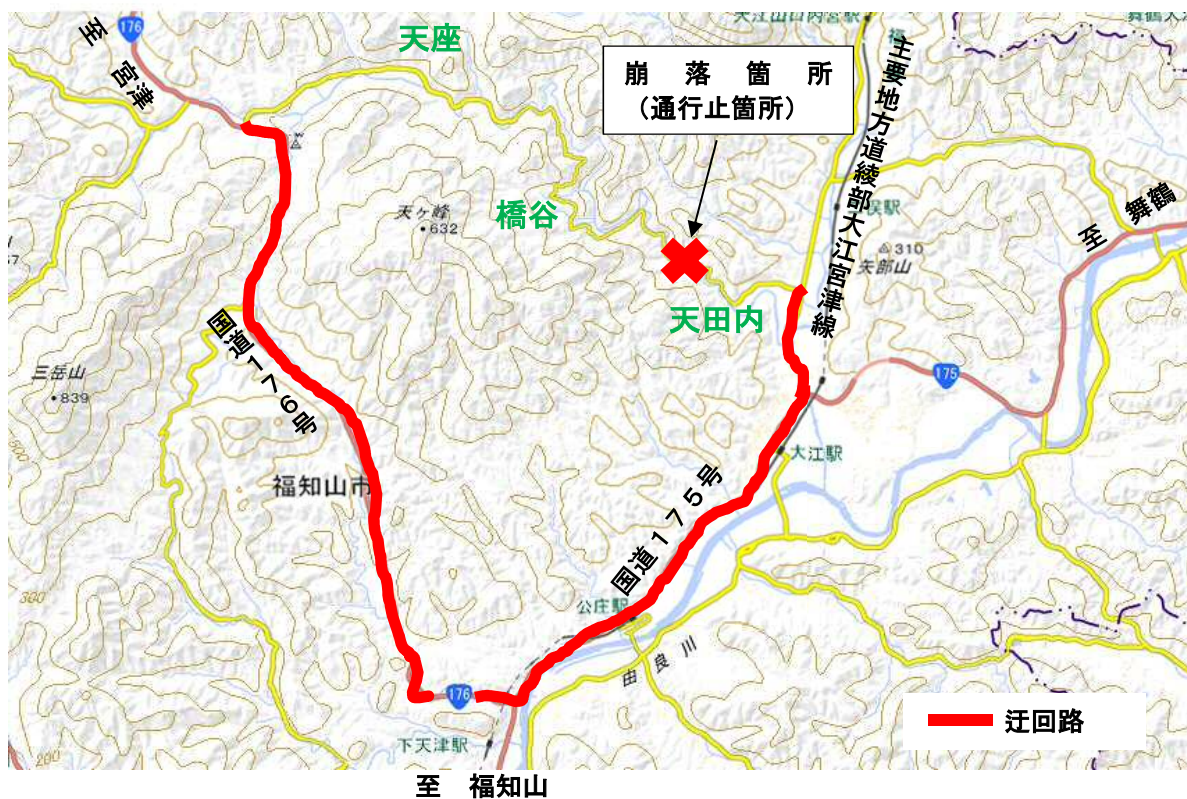 176
至 宮津
天座
崩落箇所
(通行止箇所)
主要地方道綾部大江宮津線
天ヶ峰
・632
橋谷
310
矢部山
至 舞鶴
天田内
国道176号
三岳山
・839
175
大江駅
福知山市
国道175号
300
公庄駅
由良川
176
下天津駅
200
迂回路
至 福知山